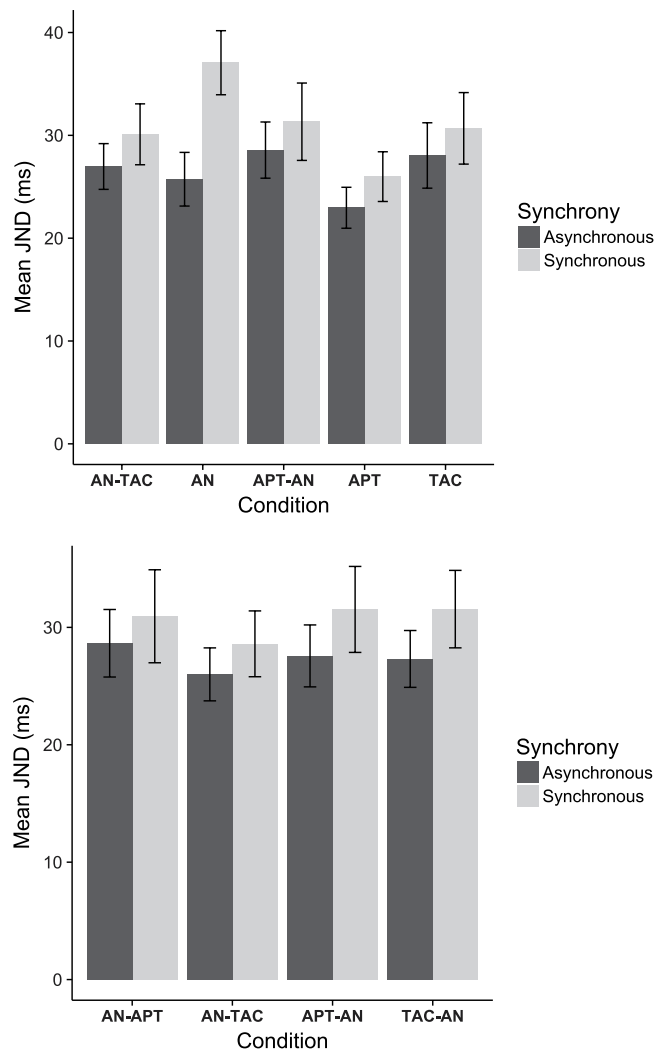 40
30
20
10
0
Mean JND (ms)
AN-TAC AN APT-AN APT TAC
Condition
Synchrony
Asynchronous
Synchronous
30
20
10
0
Mean JND (ms)
AN-APT AN-TAC APT-AN TAC-AN
Condition
Synchrony
Asynchronous
Synchronous